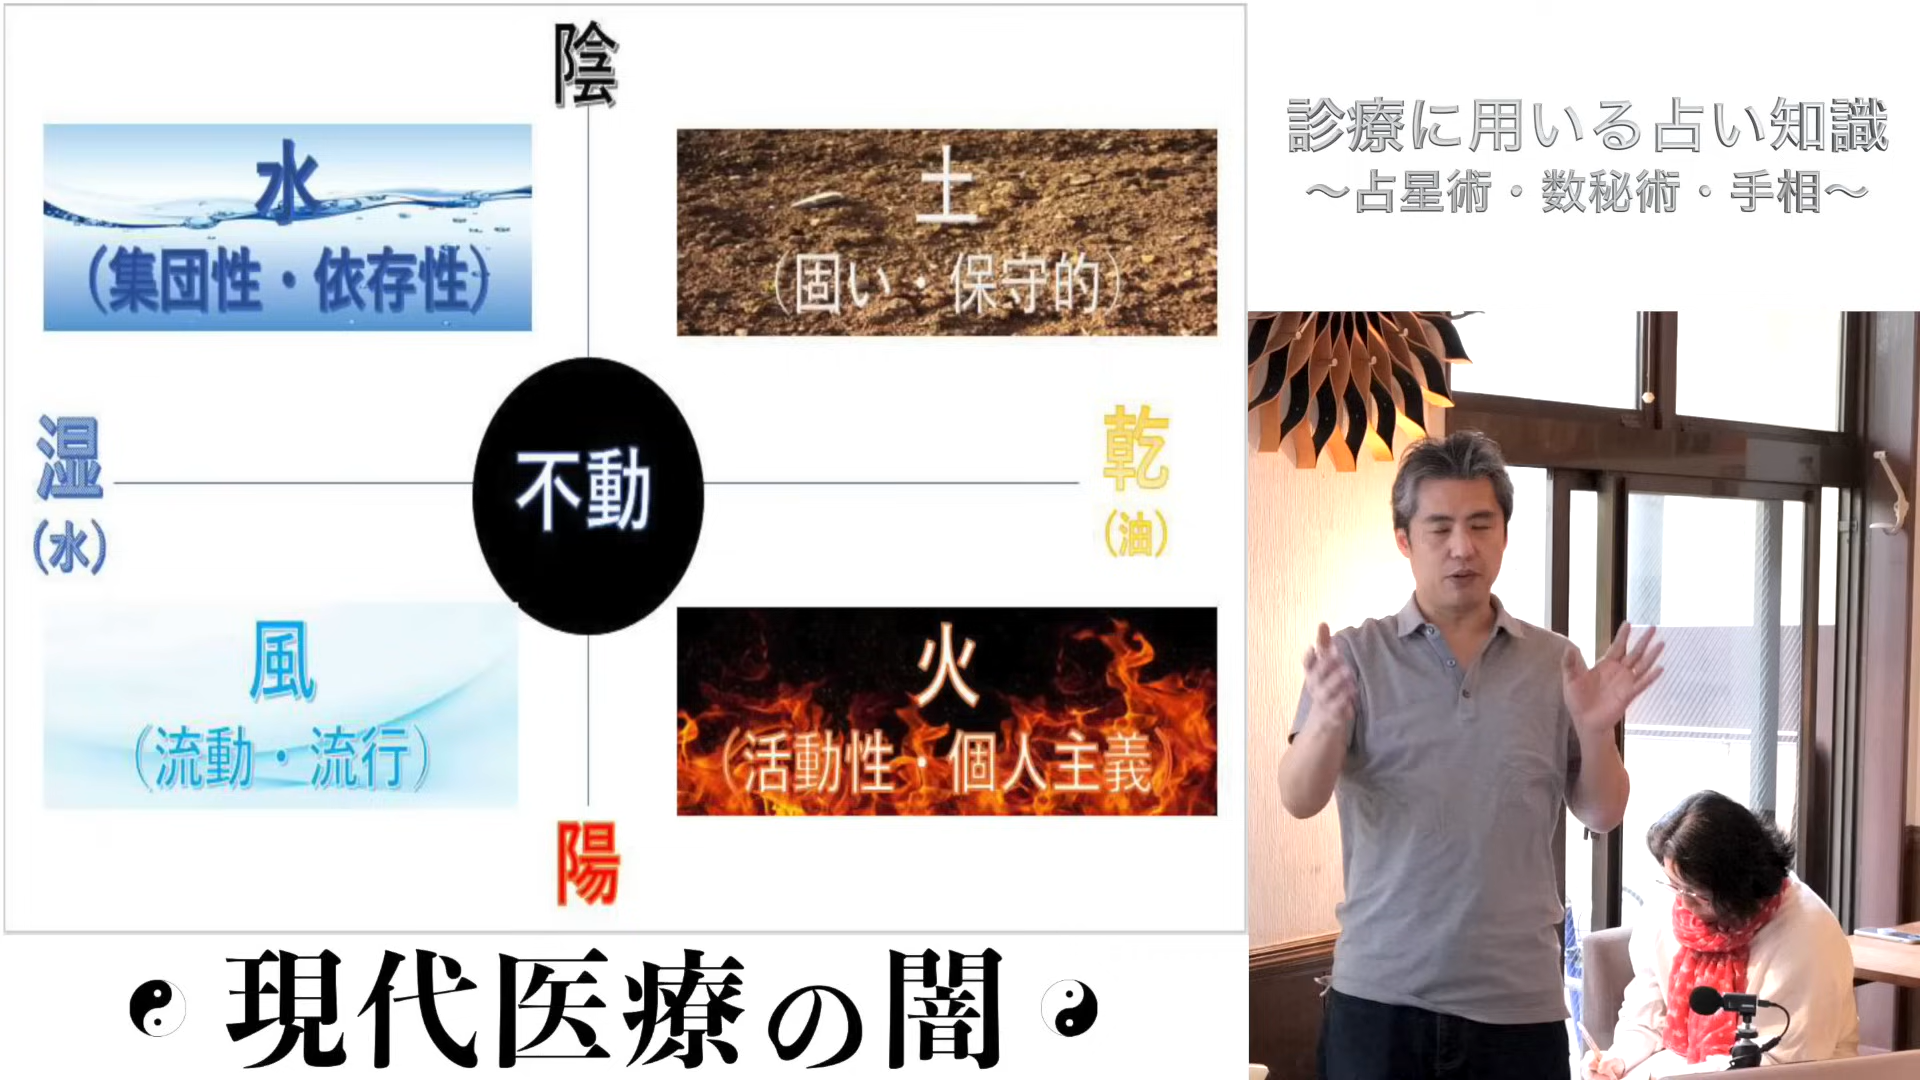 陰
水
（集団性・依存性）
土
（固い・保守的）
湿
（水）
不動
乾
（油）
風
（流動・流行）
火
（活動性・個人主義）
陽
現代医療の闇
診療に用いる占い知識
～占星術・数秘術・手相～